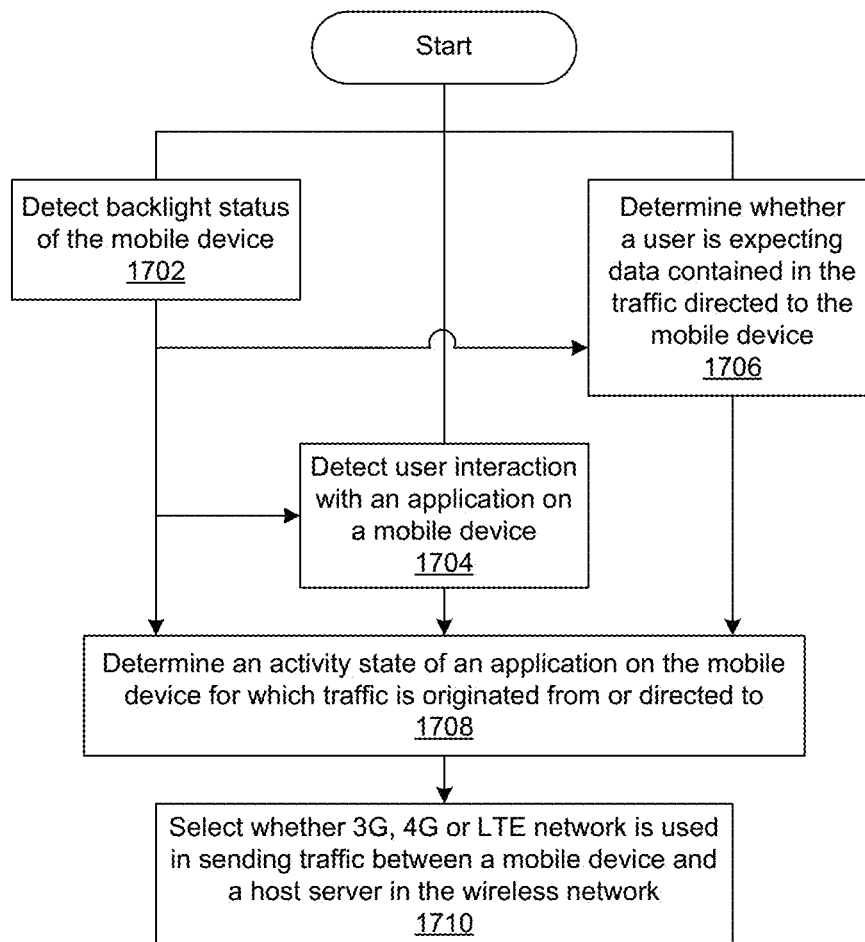 Start
Detect backlight status
of the mobile device
1702
Determine whether
a user is expecting
data contained in the
traffic directed to the
mobile device
1706
Detect user interaction
with an application on
a mobile device
1704
Determine an activity state of an application on the mobile
device for which traffic is originated from or directed to
1708
Select whether 3G, 4G or LTE network is used
in sending traffic between a mobile device and
a host server in the wireless network
1710